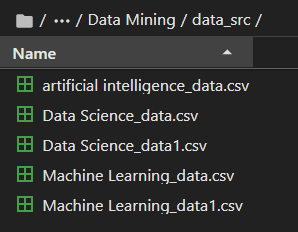 / ··· / Data Mining / data_src /
Name
artificial intelligence_data.csv
Data Science_data.csv
Data Science_data1.csv
Machine Learning_data.csv
Machine Learning_data1.csv